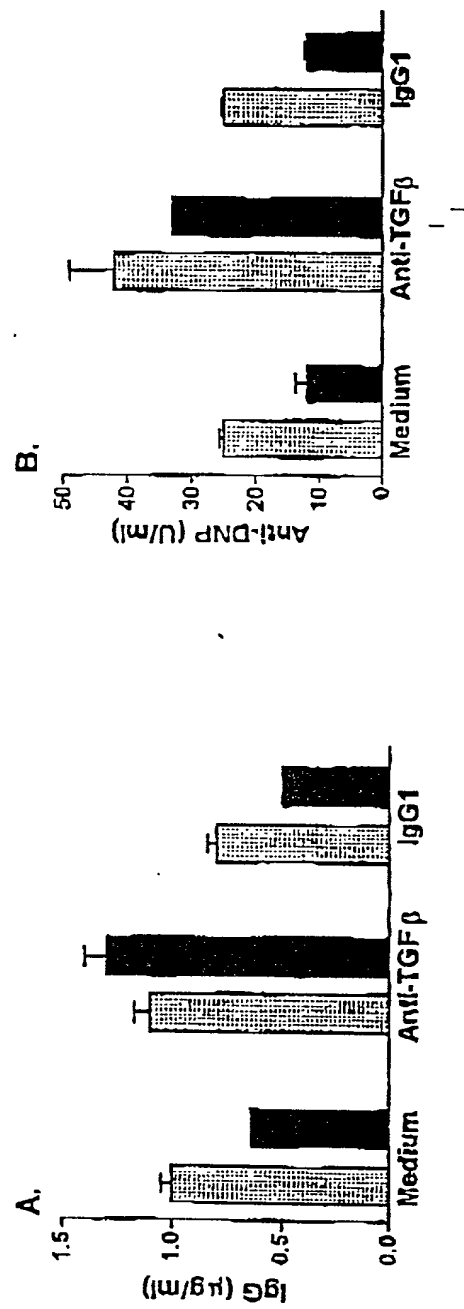 A.
IgG (μg/ml)
1.5
1.0
0.5
0.0
Medium
Anti-TGFβ
IgG1
B.
Anti-DNP (U/ml)
50
40
30
20
10
0
Medium
Anti-TGFβ
IgG1